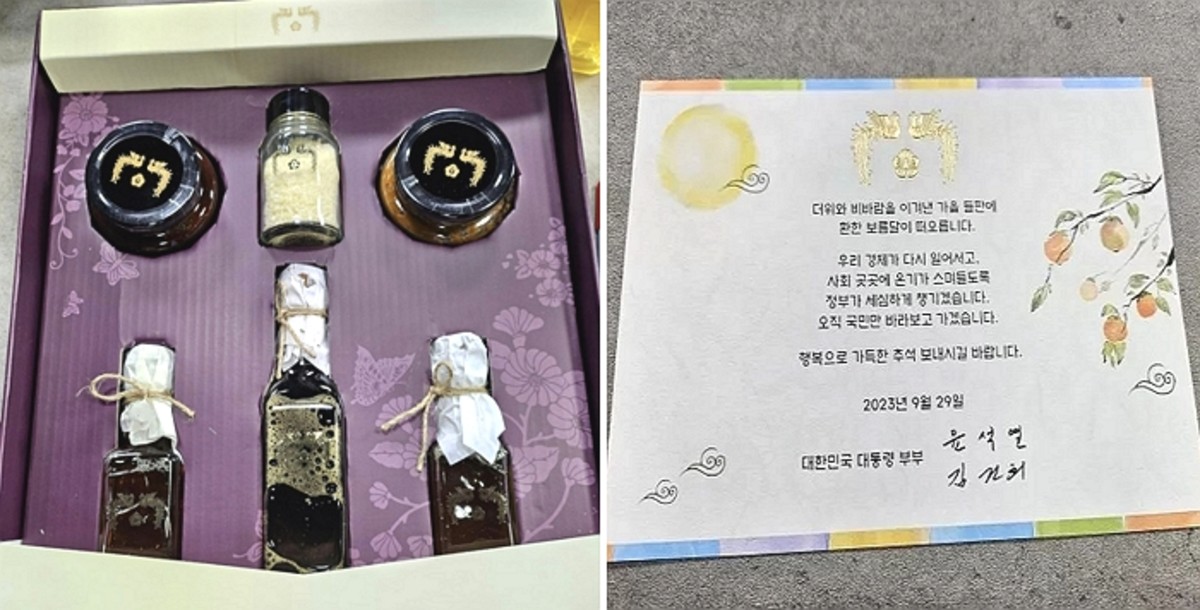 더위와 비바람을 이겨낸 가을 들판에
환한 보름달이 떠오릅니다.
우리 경제가 다시 일어서고,
사회 곳곳에 온기가 스며들도록
정부가 세심하게 챙기겠습니다.
오직 국민만 바라보고 가겠습니다.
행복으로 가득한 추석 보내시길 바랍니다.
2023년 9월 29일
대한민국 대통령 부부 윤석열
김건희